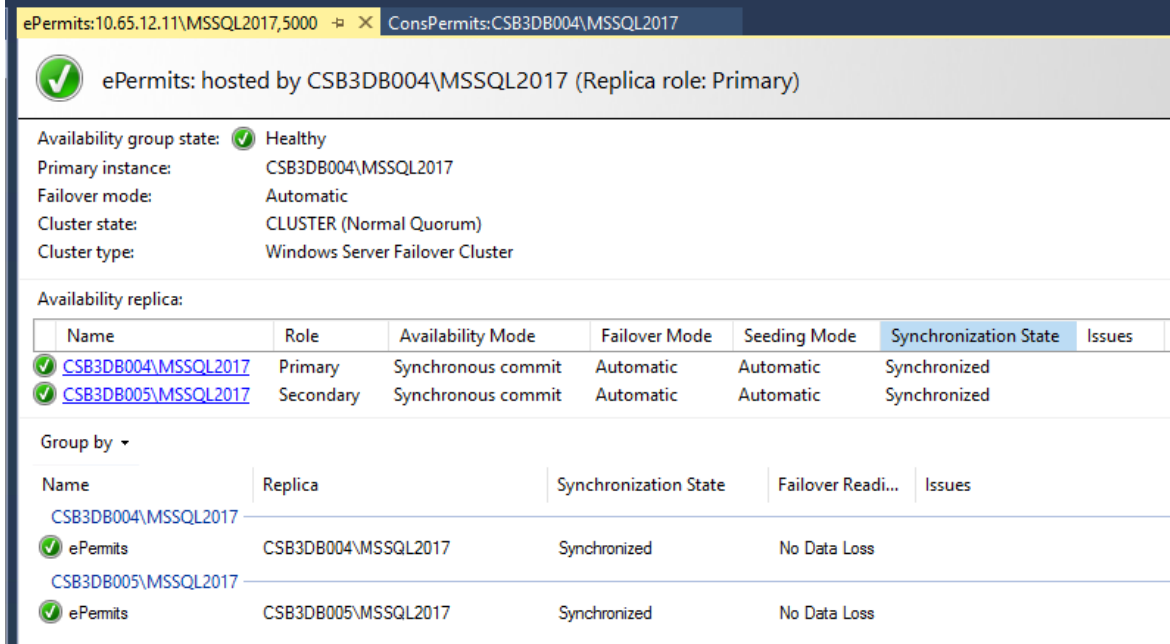 ePermits:10.65.12.11\MSSQL2017,5000 ConsPermits:CSB3DB004\MSSQL2017
ePermits: hosted by CSB3DB004\MSSQL2017 (Replica role: Primary)
Availability group state: Healthy
Primary instance: CSB3DB004\MSSQL2017
Failover mode: Automatic
Cluster state: CLUSTER (Normal Quorum)
Cluster type: Windows Server Failover Cluster
Availability replica:
Name Role Availability Mode Failover Mode Seeding Mode Synchronization State Issues
CSB3DB004\MSSQL2017 Primary Synchronous commit Automatic Automatic Synchronized
CSB3DB005\MSSQL2017 Secondary Synchronous commit Automatic Automatic Synchronized
Group by
Name Replica Synchronization State Failover Readi... Issues
CSB3DB004\MSSQL2017
ePermits CSB3DB004\MSSQL2017 Synchronized No Data Loss
CSB3DB005\MSSQL2017
ePermits CSB3DB005\MSSQL2017 Synchronized No Data Loss